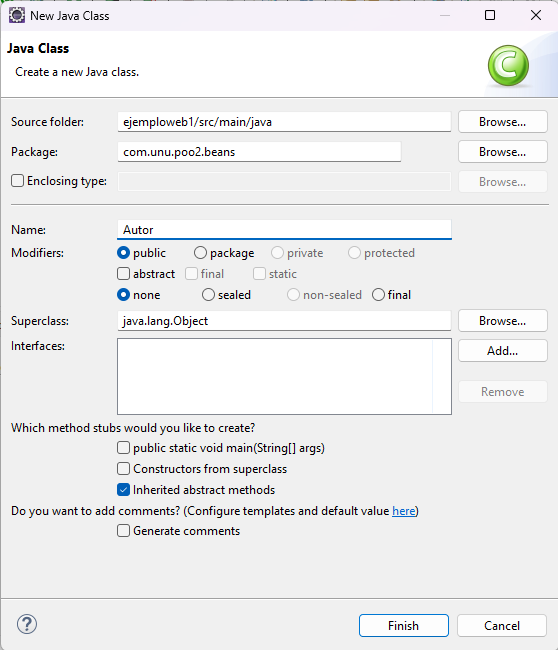 New Java Class
Java Class
Create a new Java class.
Source folder: ejemploweb1/src/main/java Browse...
Package: com.unu.poo2.beans Browse...
Enclosing type: Browse...
Name: Autor
Modifiers: public package private protected
abstract final static
none sealed non-sealed final
Superclass: java.lang.Object Browse...
Interfaces: Add...
Remove
Which method stubs would you like to create?
public static void main(String[] args)
Constructors from superclass
Inherited abstract methods
Do you want to add comments? (Configure templates and default value here)
Generate comments
? Finish Cancel